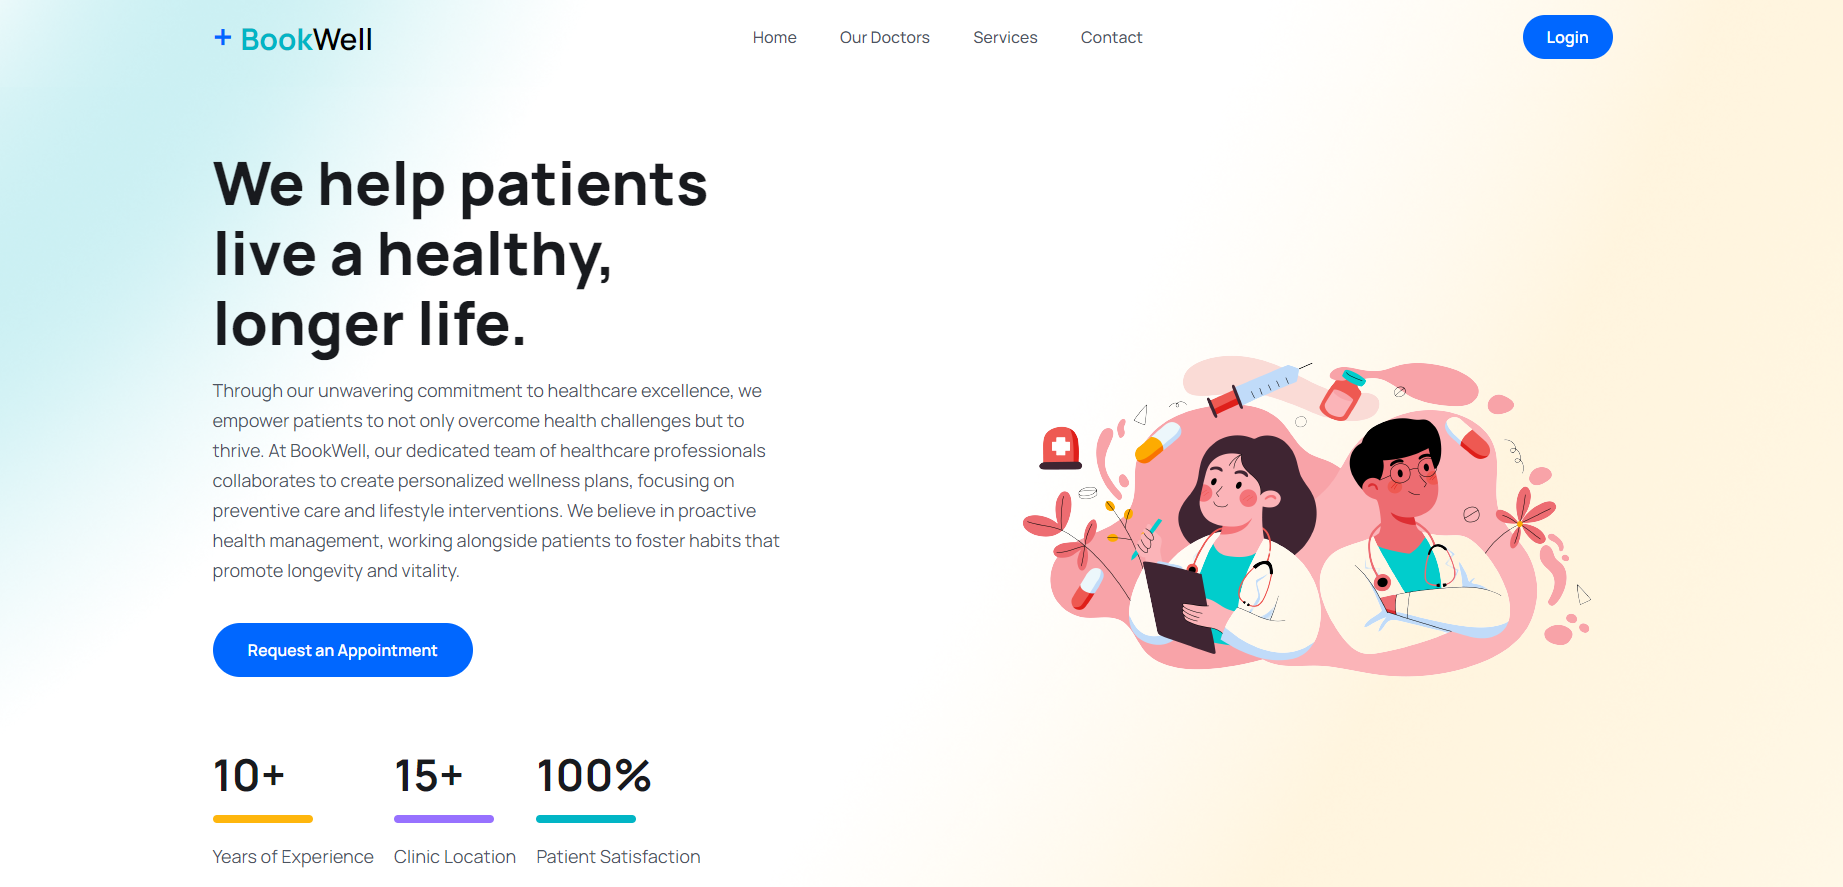 + BookWell
Home
Our Doctors
Services
Contact
Login
We help patients
live a healthy,
longer life.
Through our unwavering commitment to healthcare excellence, we
empower patients to not only overcome health challenges but to
thrive. At BookWell, our dedicated team of healthcare professionals
collaborates to create personalized wellness plans, focusing on
preventive care and lifestyle interventions. We believe in proactive
health management, working alongside patients to foster habits that
promote longevity and vitality.
Request an Appointment
10+
Years of Experience
15+
Clinic Location
100%
Patient Satisfaction